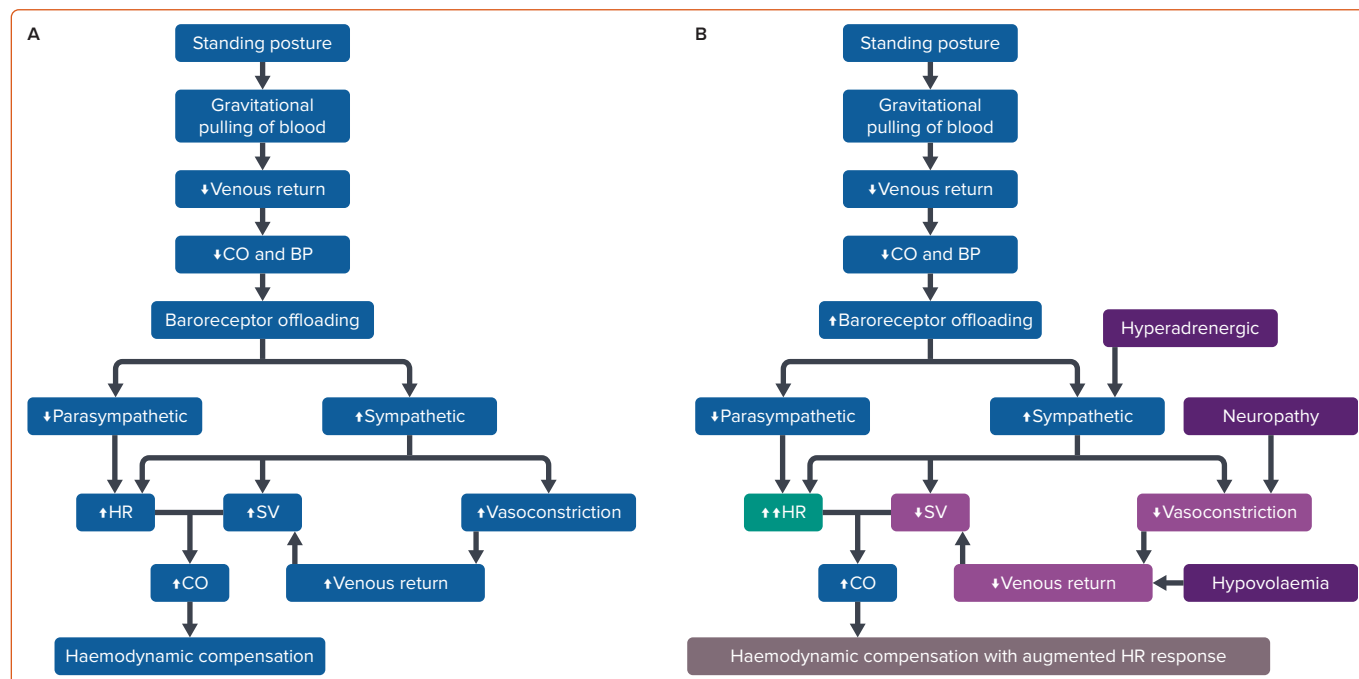 A
Standing posture
Gravitational
pulling of blood
↓Venous return
↓CO and BP
Baroreceptor offloading
↓Parasympathetic
↑Sympathetic
↑HR
↑SV
↑Vasoconstriction
↑CO
↑Venous return
Haemodynamic compensation
B
Standing posture
Gravitational
pulling of blood
↓Venous return
↓CO and BP
↑Baroreceptor offloading
Hyperadrenergic
↓Parasympathetic
↑Sympathetic
Neuropathy
↑↑HR
↓SV
↓Vasoconstriction
↑CO
↓Venous return
Hypovolaemia
Haemodynamic compensation with augmented HR response